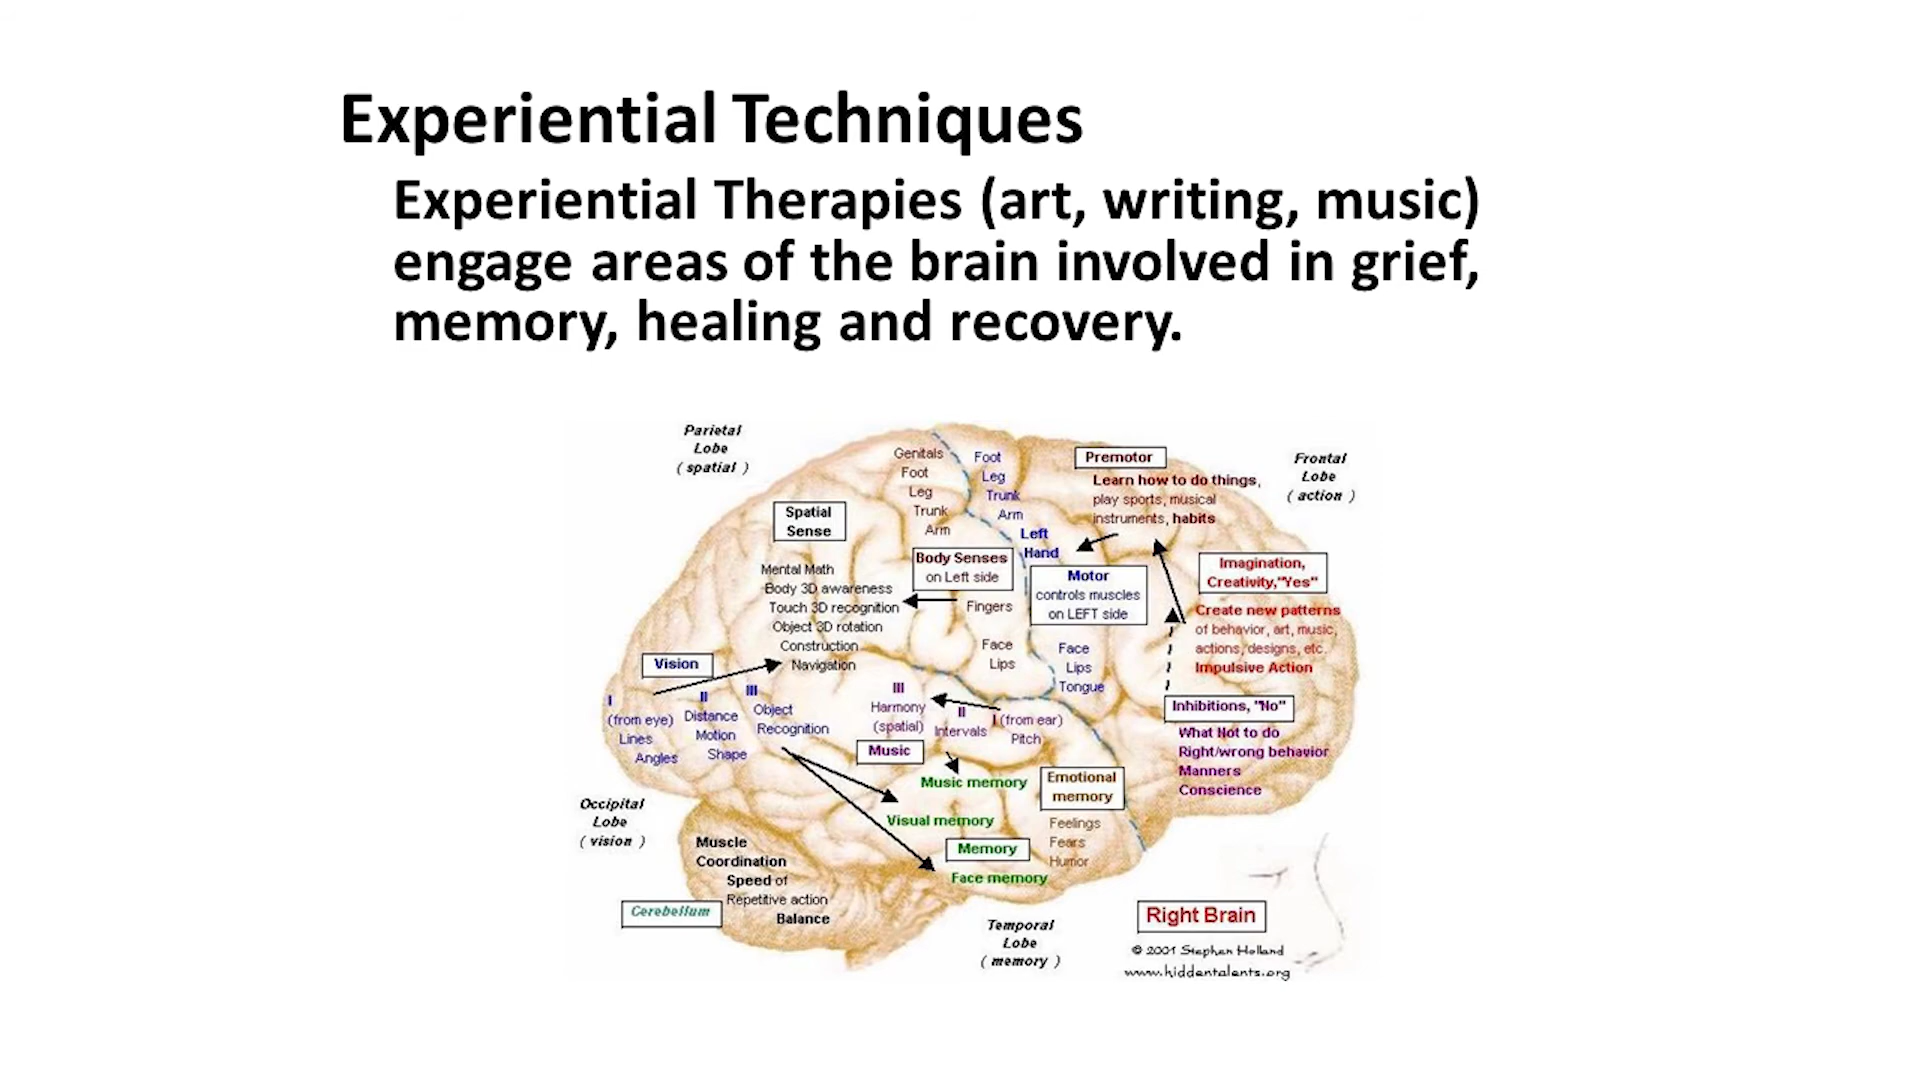 Experiential Techniques
Experiential Therapies (art, writing, music)
engage areas of the brain involved in grief,
memory, healing and recovery.
Parietal
Lobe
( spatial )
Genitals
Foot
Leg
Trunk
Arm
Foot
Leg
Trunk
Arm
Left
Hand
Premotor
Learn how to do things,
play sports, musical
instruments, habits
Frontal
Lobe
( action )
Spatial
Sense
Mental Math
Body 3D awareness
Touch 3D recognition
Object 3D rotation
Construction
Navigation
Body Senses
on Left side
Fingers
Face
Lips
Motor
controls muscles
on LEFT side
Face
Lips
Tongue
Imagination,
Creativity,"Yes"
Create new patterns
of behavior, art, music,
actions, designs, etc.
Impulsive Action
Inhibitions, "No"
What Not to do
Right/wrong behavior
Manners
Conscience
Vision
I
(from eye)
Lines
Angles
II
Distance
Motion
Shape
III
Object
Recognition
III
Harmony
(spatial)
II
Intervals
I (from ear)
Pitch
Music
Music memory
Visual memory
Memory
Face memory
Emotional
memory
Feelings
Fears
Humor
Occipital
Lobe
( vision )
Muscle
Coordination
Speed of
Repetitive action
Balance
Cerebellum
Temporal
Lobe
( memory )
Right Brain
© 2001 Stephen Holland
www.hiddentalents.org